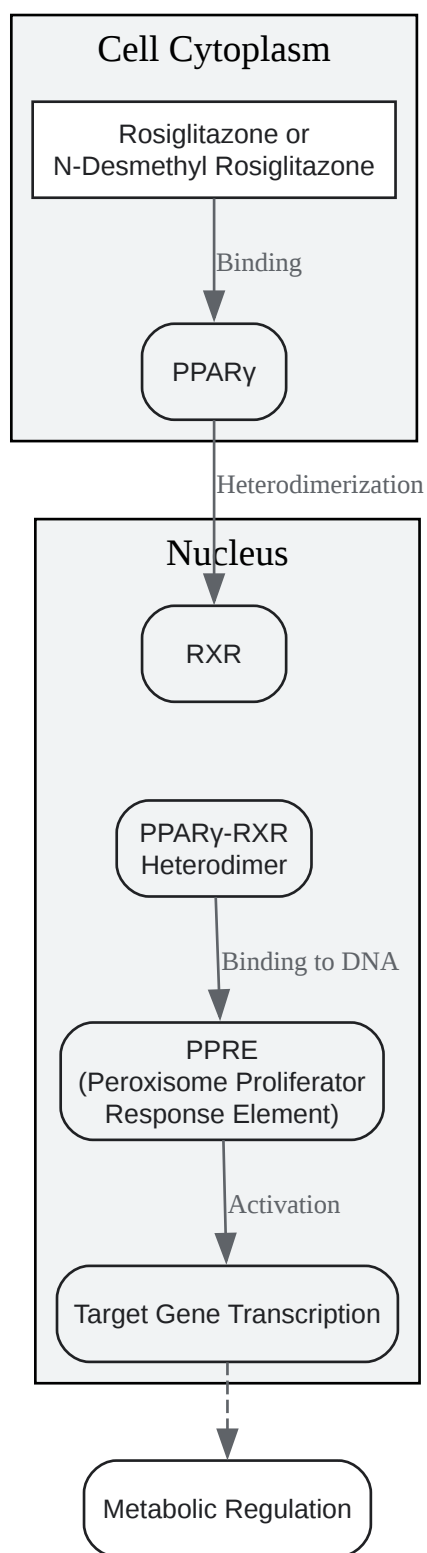 Cell Cytoplasm
Rosiglitazone or
N-Desmethyl Rosiglitazone
Binding
PPARγ
Heterodimerization
Nucleus
RXR
PPARγ-RXR
Heterodimer
Binding to DNA
PPRE
(Peroxisome Proliferator
Response Element)
Activation
Target Gene Transcription
Metabolic Regulation